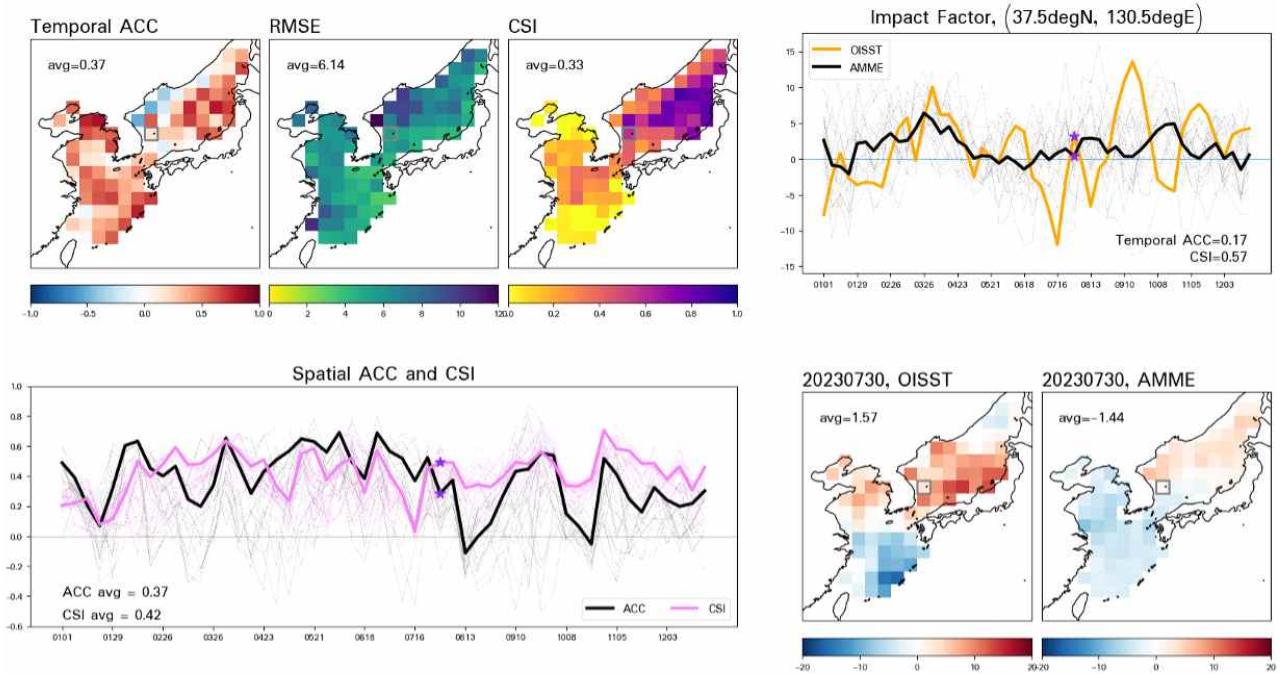 Temporal ACC
RMSE
CSI
avg=0.37
avg=6.14
avg=0.33
-1.0 -0.5 0.0 0.5 1.0
0 2 4 6 8 10 12
0.0 0.2 0.4 0.6 0.8 1.0
Impact Factor, (37.5degN, 130.5degE)
OISST
AMME
15
10
5
0
-5
-10
-15
Temporal ACC=0.17
CSI=0.57
0101 0129 0226 0326 0423 0521 0618 0716 0813 0910 1008 1105 1203
Spatial ACC and CSI
1.0
0.8
0.6
0.4
0.2
0.0
-0.2
-0.4
-0.6
ACC avg = 0.37
CSI avg = 0.42
ACC CSI
0101 0129 0226 0326 0423 0521 0618 0716 0813 0910 1008 1105 1203
20230730, OISST
20230730, AMME
avg=1.57
avg=-1.44
-20 -10 0 10 20
-20 -10 0 10 20